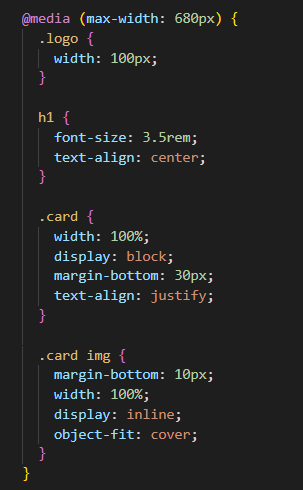 @media (max-width: 680px) {
  .logo {
    width: 100px;
  }

  h1 {
    font-size: 3.5rem;
    text-align: center;
  }

  .card {
    width: 100%;
    display: block;
    margin-bottom: 30px;
    text-align: justify;
  }

  .card img {
    margin-bottom: 10px;
    width: 100%;
    display: inline;
    object-fit: cover;
  }
}